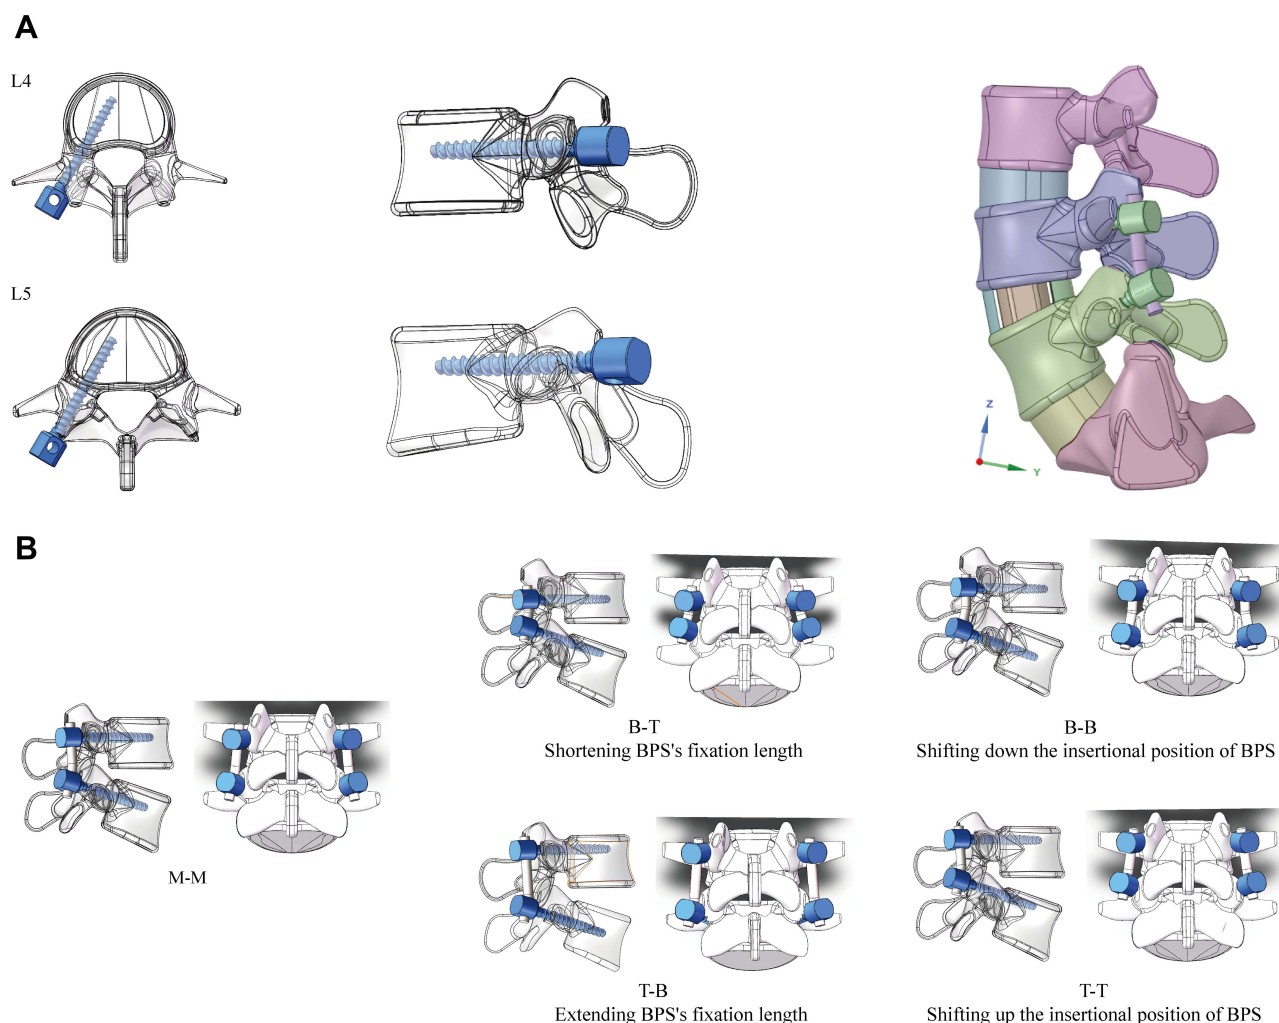 A
L4
L5
Z
Y
B
M-M
B-T
Shortening BPS's fixation length
B-B
Shifting down the insertional position of BPS
T-B
Extending BPS's fixation length
T-T
Shifting up the insertional position of BPS